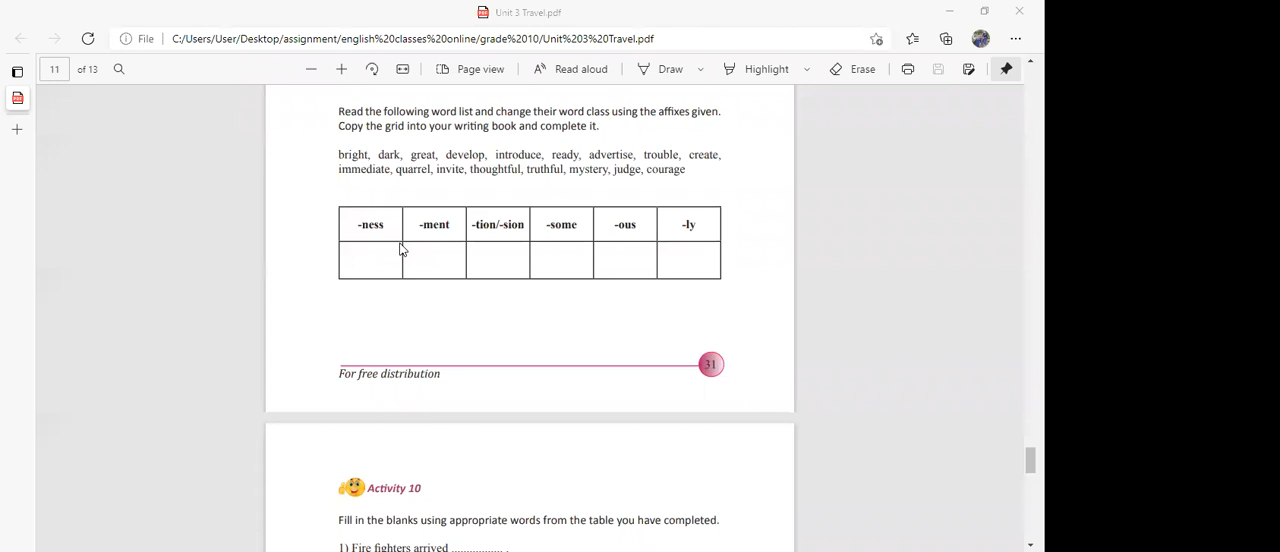 Unit 3 Travel.pdf
File C:/Users/User/Desktop/assignment/english%20classes%20online/grade%2010/Unit%203%20Travel.pdf
11 of 13 Page view Read aloud Draw Highlight Erase
Read the following word list and change their word class using the affixes given.
Copy the grid into your writing book and complete it.
bright, dark, great, develop, introduce, ready, advertise, trouble, create,
immediate, quarrel, invite, thoughtful, truthful, mystery, judge, courage
-ness -ment -tion/-sion -some -ous -ly
31
For free distribution
Activity 10
Fill in the blanks using appropriate words from the table you have completed.
1) Fire fighters arrived .................. .